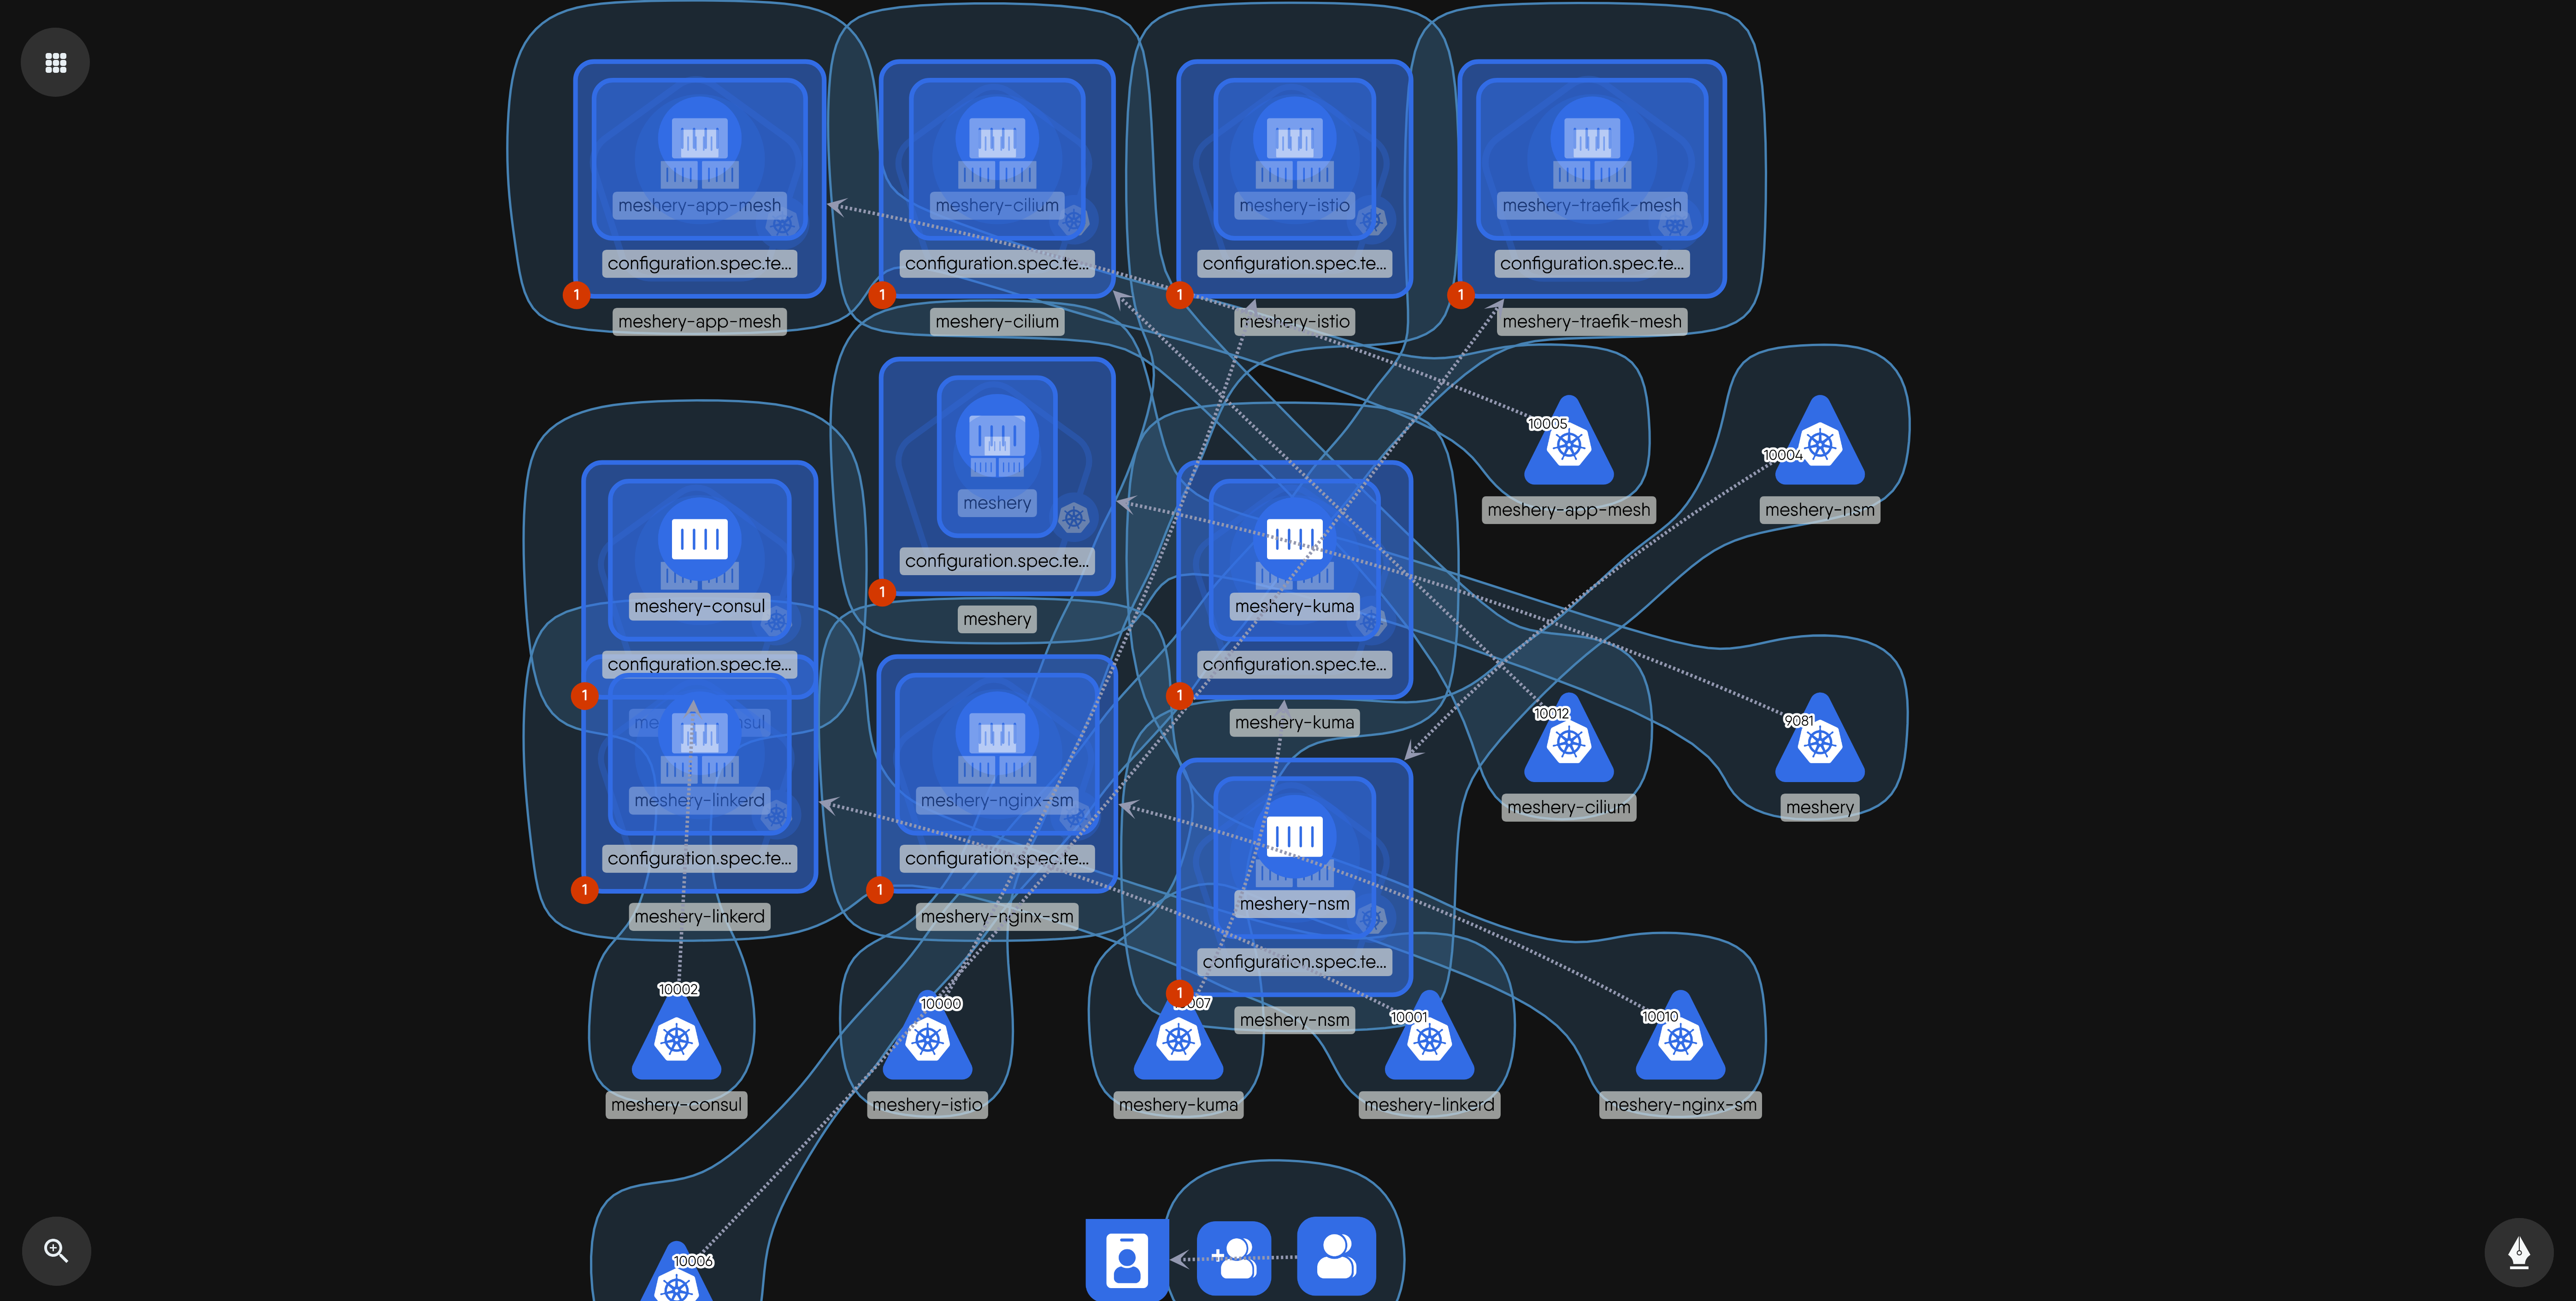 meshery-app-mesh
meshery-cilium
meshery-istio
meshery-traefik-mesh
configuration.spec.te...
configuration.spec.te...
configuration.spec.te...
configuration.spec.te...
1
1
1
1
meshery-app-mesh
meshery-cilium
meshery-istio
meshery-traefik-mesh
10005
10004
meshery
meshery-app-mesh
meshery-nsm
configuration.spec.te...
1
meshery-consul
meshery-kuma
meshery
configuration.spec.te...
configuration.spec.te...
1
1
meshery-kuma
10012
9081
meshery-linkerd
meshery-nginx-sm
meshery-cilium
meshery
configuration.spec.te...
configuration.spec.te...
1
1
meshery-nsm
meshery-linkerd
meshery-nginx-sm
configuration.spec.te...
10002
1
10000
10001
10010
meshery-nsm
meshery-consul
meshery-istio
meshery-kuma
meshery-linkerd
meshery-nginx-sm
10006